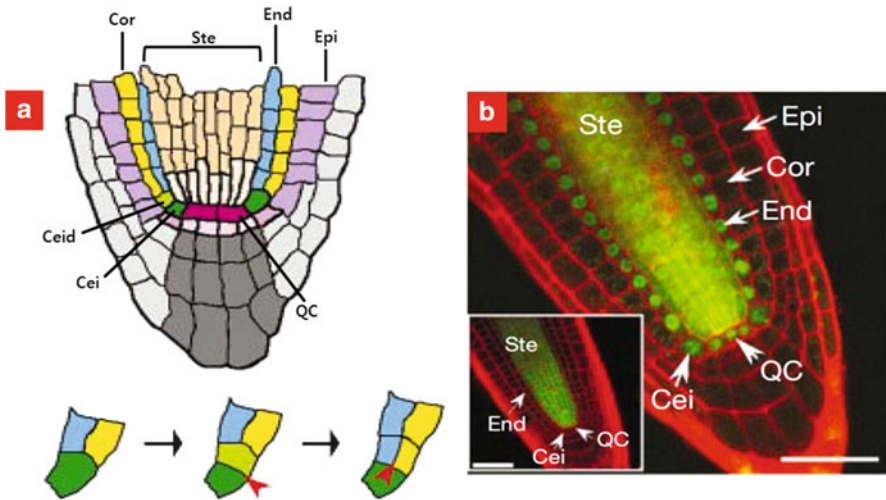 a
Cor
Ste
End
Epi
Ceid
Cei
QC
b
Ste
Epi
Cor
End
QC
Cei
Ste
End
Cei
QC